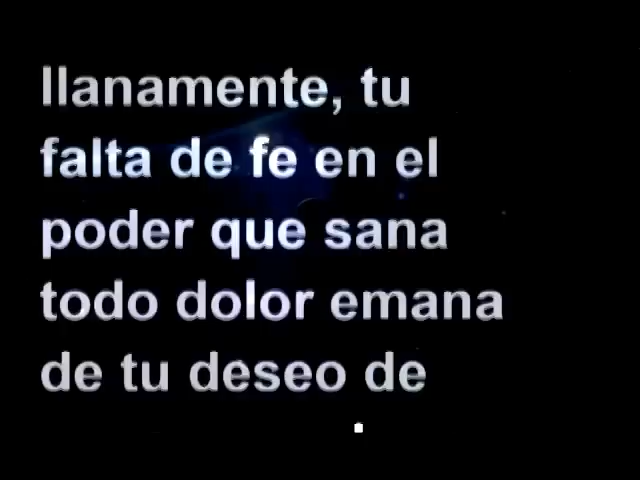 llanamente, tu
falta de fe en el
poder que sana
todo dolor emana
de tu deseo de